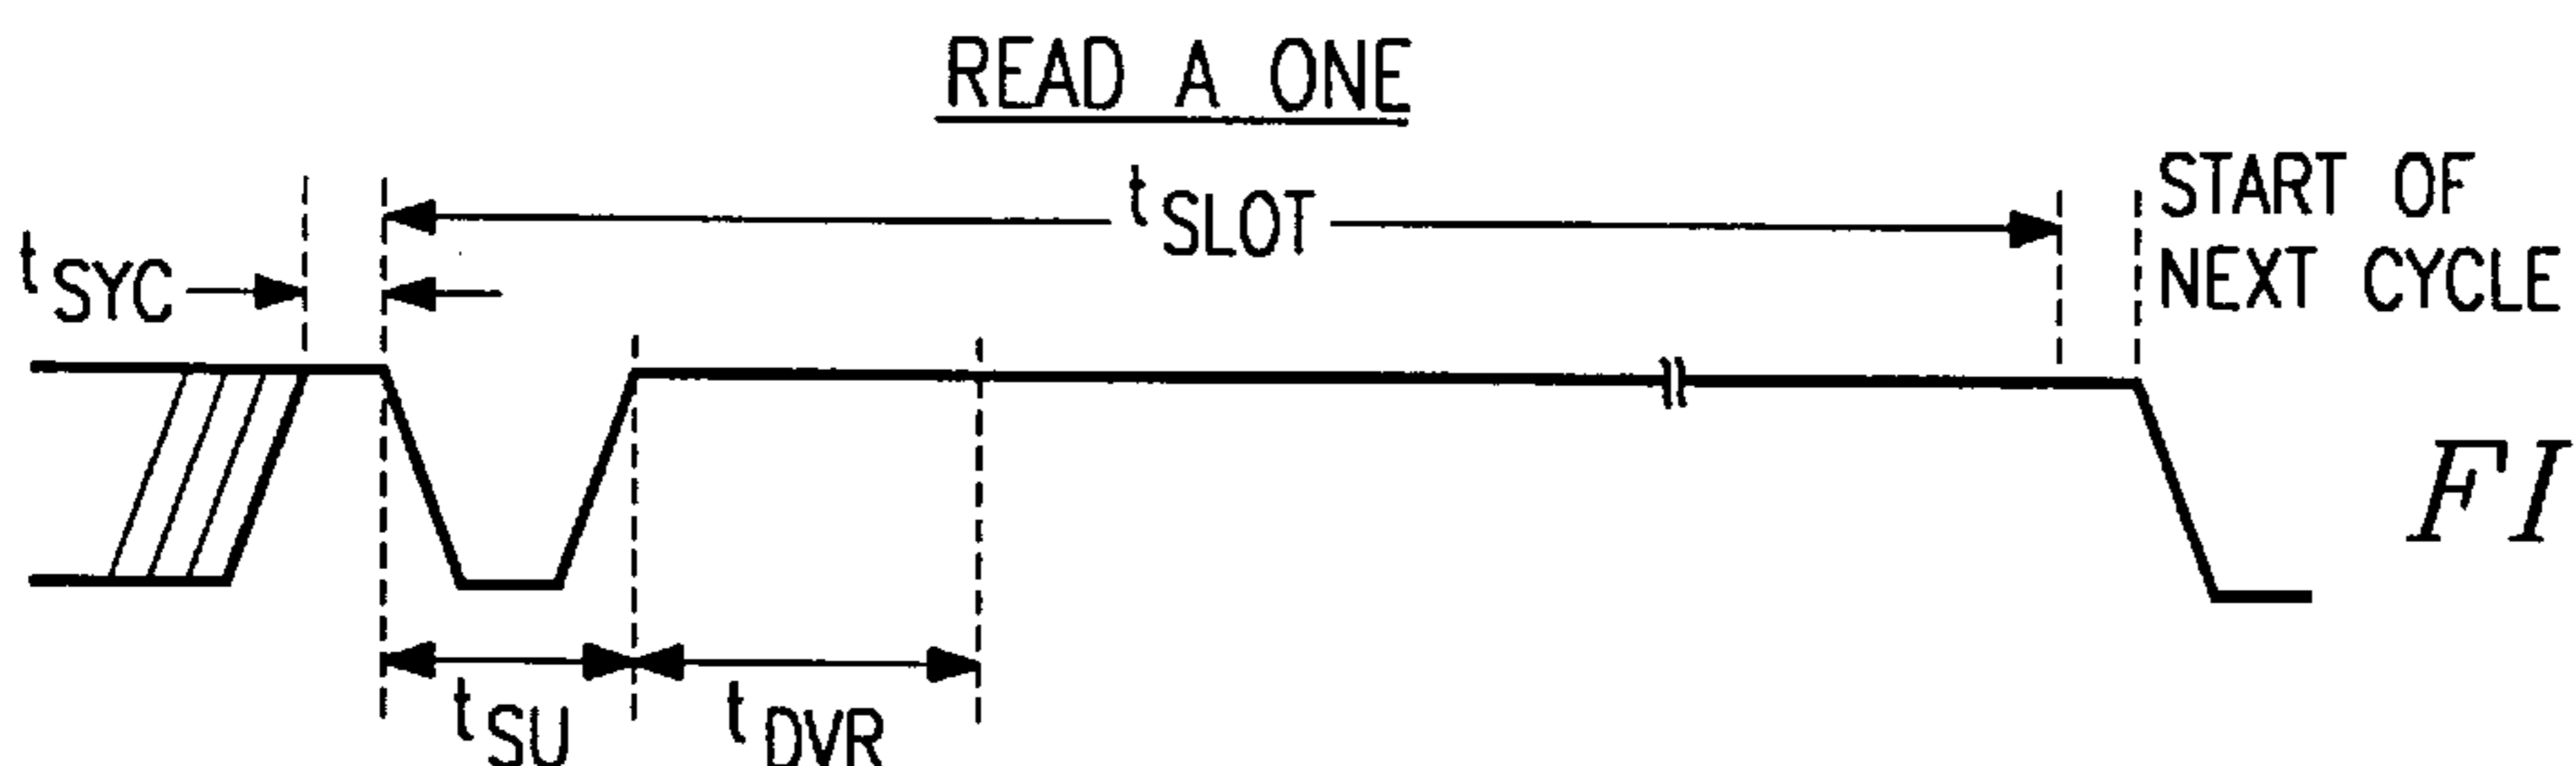 READ A ONE
tSLOT
START OF
NEXT CYCLE
tSYC
FI
tSU
tDVR